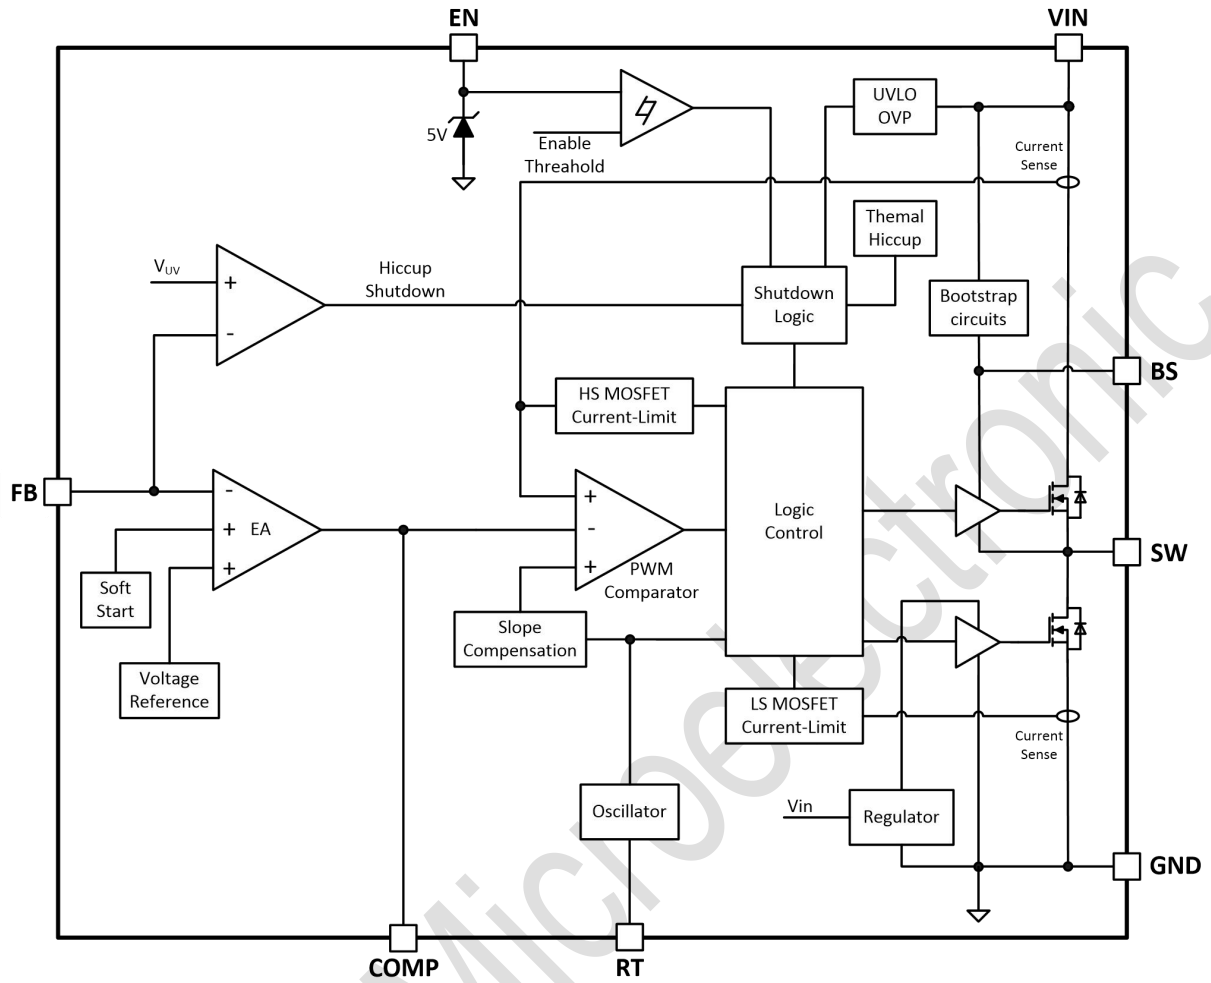 EN
VIN
UVLO
OVP
5V
Enable
Threahold
Current
Sense
Themal
Hiccup
VUV
+
-
Hiccup
Shutdown
Shutdown
Logic
Bootstrap
circuits
BS
HS MOSFET
Current-Limit
FB
-
+
+
EA
+
-
+
PWM
Comparator
Logic
Control
SW
Soft
Start
Slope
Compensation
Voltage
Reference
LS MOSFET
Current-Limit
Current
Sense
Oscillator
Vin
Regulator
GND
COMP
RT
Microelectronic